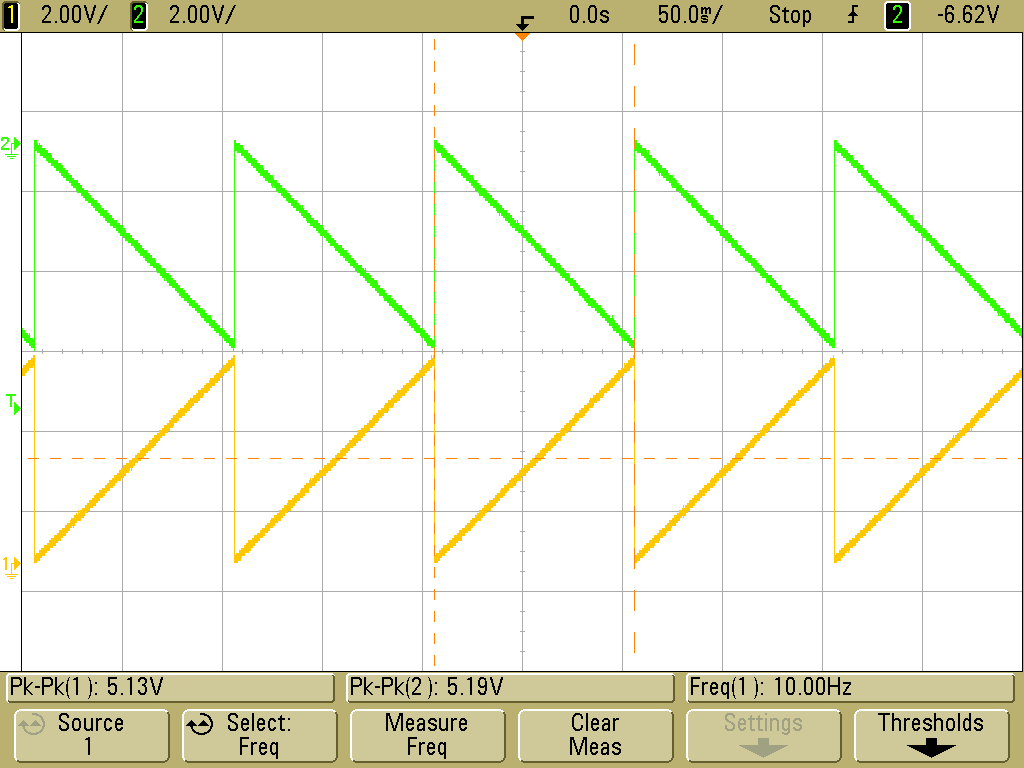 1 2.00V/ 2 2.00V/ 0.0s 50.0ms/ Stop 2 -6.62V
2
T
1
Pk-Pk(1): 5.13V Pk-Pk(2): 5.19V Freq(1): 10.00Hz
Source
1
Select:
Freq
Measure
Freq
Clear
Meas
Settings
Thresholds